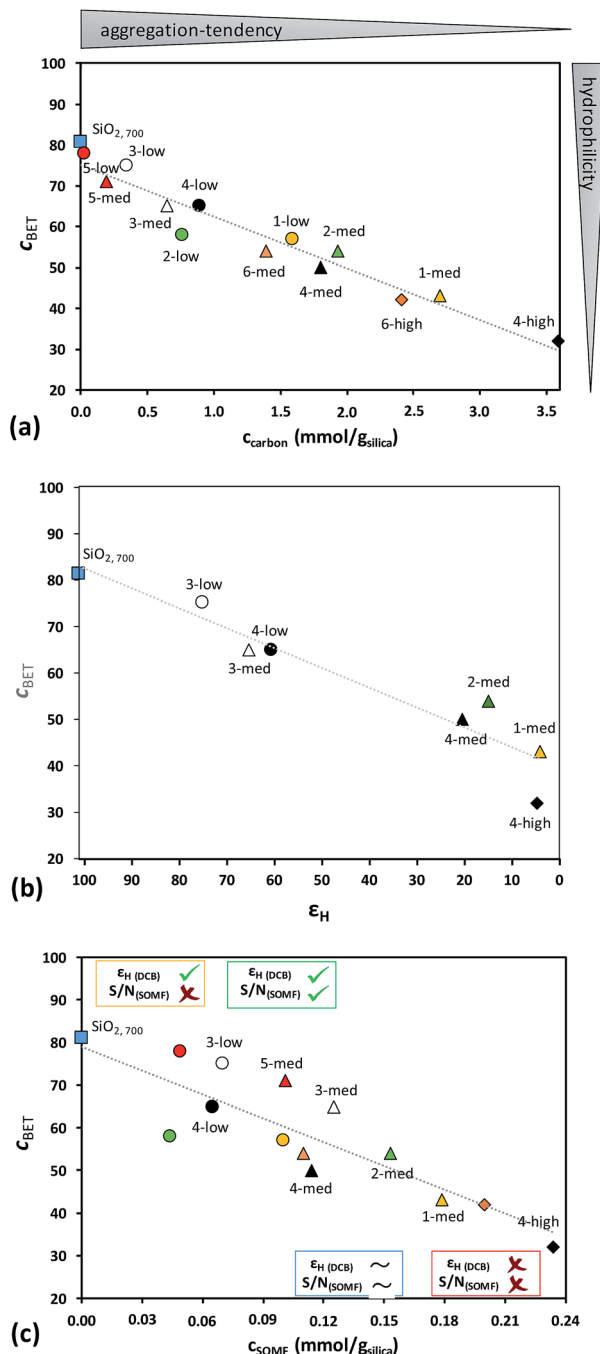 aggregation-tendency
hydrophilicity
100
90
80
70
60
50
40
30
20
c_BET
SiO2,700
3-low
5-low
5-med
4-low
3-med
2-low
1-low
2-med
6-med
4-med
1-med
6-high
4-high
0.0 0.5 1.0 1.5 2.0 2.5 3.0 3.5
(a)
c_carbon (mmol/g_silica)
100
90
80
70
60
50
40
30
20
c_BET
SiO2,700
3-low
4-low
3-med
2-med
4-med
1-med
4-high
100 90 80 70 60 50 40 30 20 10 0
(b)
εH
100
90
80
70
60
50
40
30
20
c_BET
εH (DCB) ✓
S/N(SOMF) ✗
εH (DCB) ✓
S/N(SOMF) ✓
SiO2,700
3-low
5-med
3-med
4-low
4-med
2-med
1-med
4-high
εH (DCB) ~
S/N(SOMF) ~
εH (DCB) ✗
S/N(SOMF) ✗
0.00 0.03 0.06 0.09 0.12 0.15 0.18 0.21 0.24
(c)
c_SOMF (mmol/g_silica)